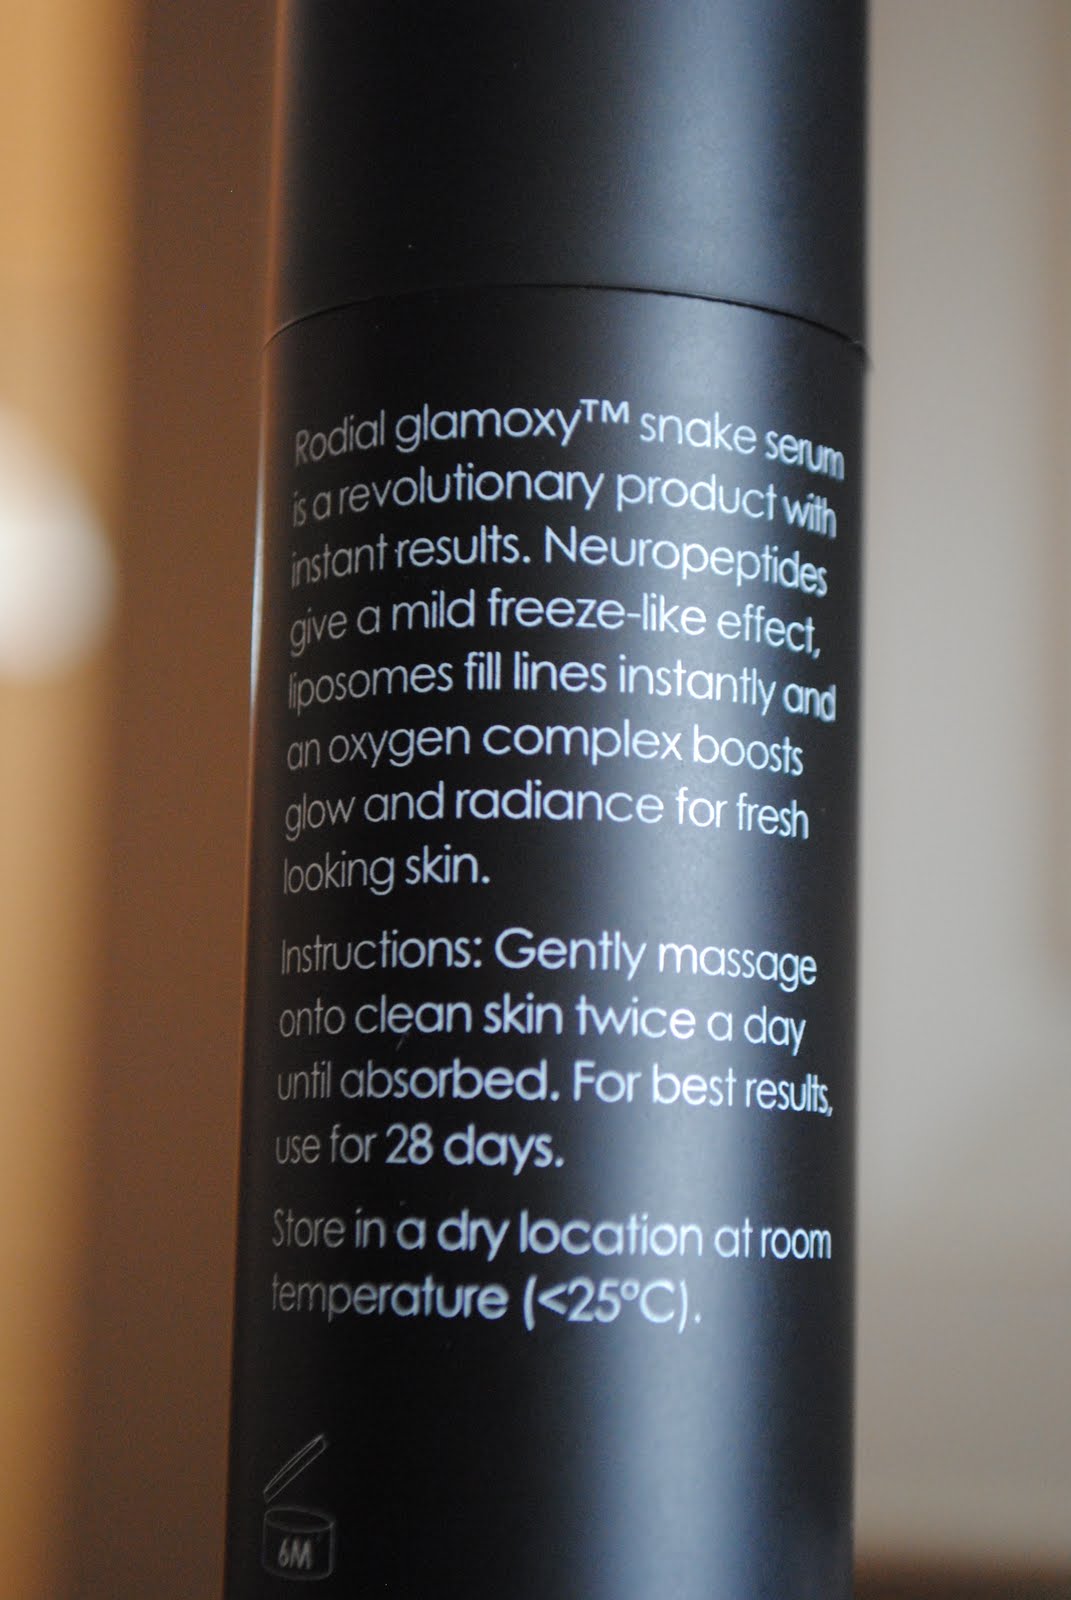 Rodial glamoxy™ snake serum
is a revolutionary product with
instant results. Neuropeptides
give a mild freeze-like effect,
liposomes fill lines instantly and
an oxygen complex boosts
glow and radiance for fresh
looking skin.
Instructions: Gently massage
onto clean skin twice a day
until absorbed. For best results,
use for 28 days.
Store in a dry location at room
temperature (<25°C).
6M